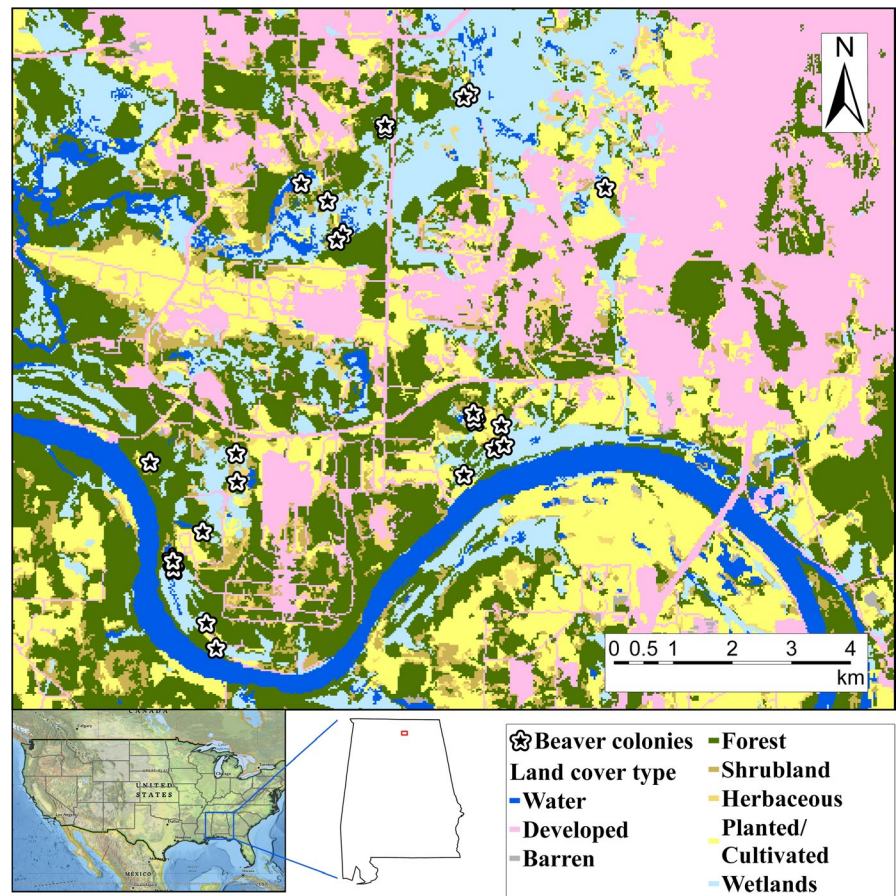 N
0 0.5 1 2 3 4
km
CANADA
UNITED
STATES
MEXICO
Beaver colonies
Land cover type
Water
Developed
Barren
Forest
Shrubland
Herbaceous
Planted/
Cultivated
Wetlands